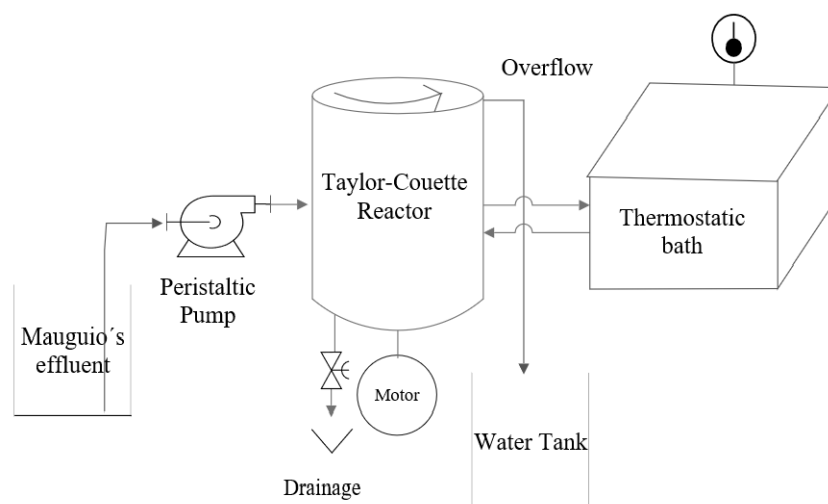 Overflow
Taylor-Couette
Reactor
Thermostatic
bath
Peristaltic
Pump
Mauguio´s
effluent
Motor
Water Tank
Drainage